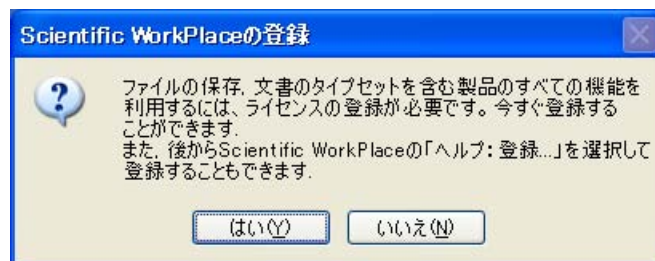 Scientific WorkPlaceの登録
ファイルの保存, 文書のタイプセットを含む製品のすべての機能を
利用するには、ライセンスの登録が必要です。今すぐ登録する
ことができます.
また, 後からScientific WorkPlaceの「ヘルプ: 登録...」を選択して
登録することもできます.
はい(Y) いいえ(N)